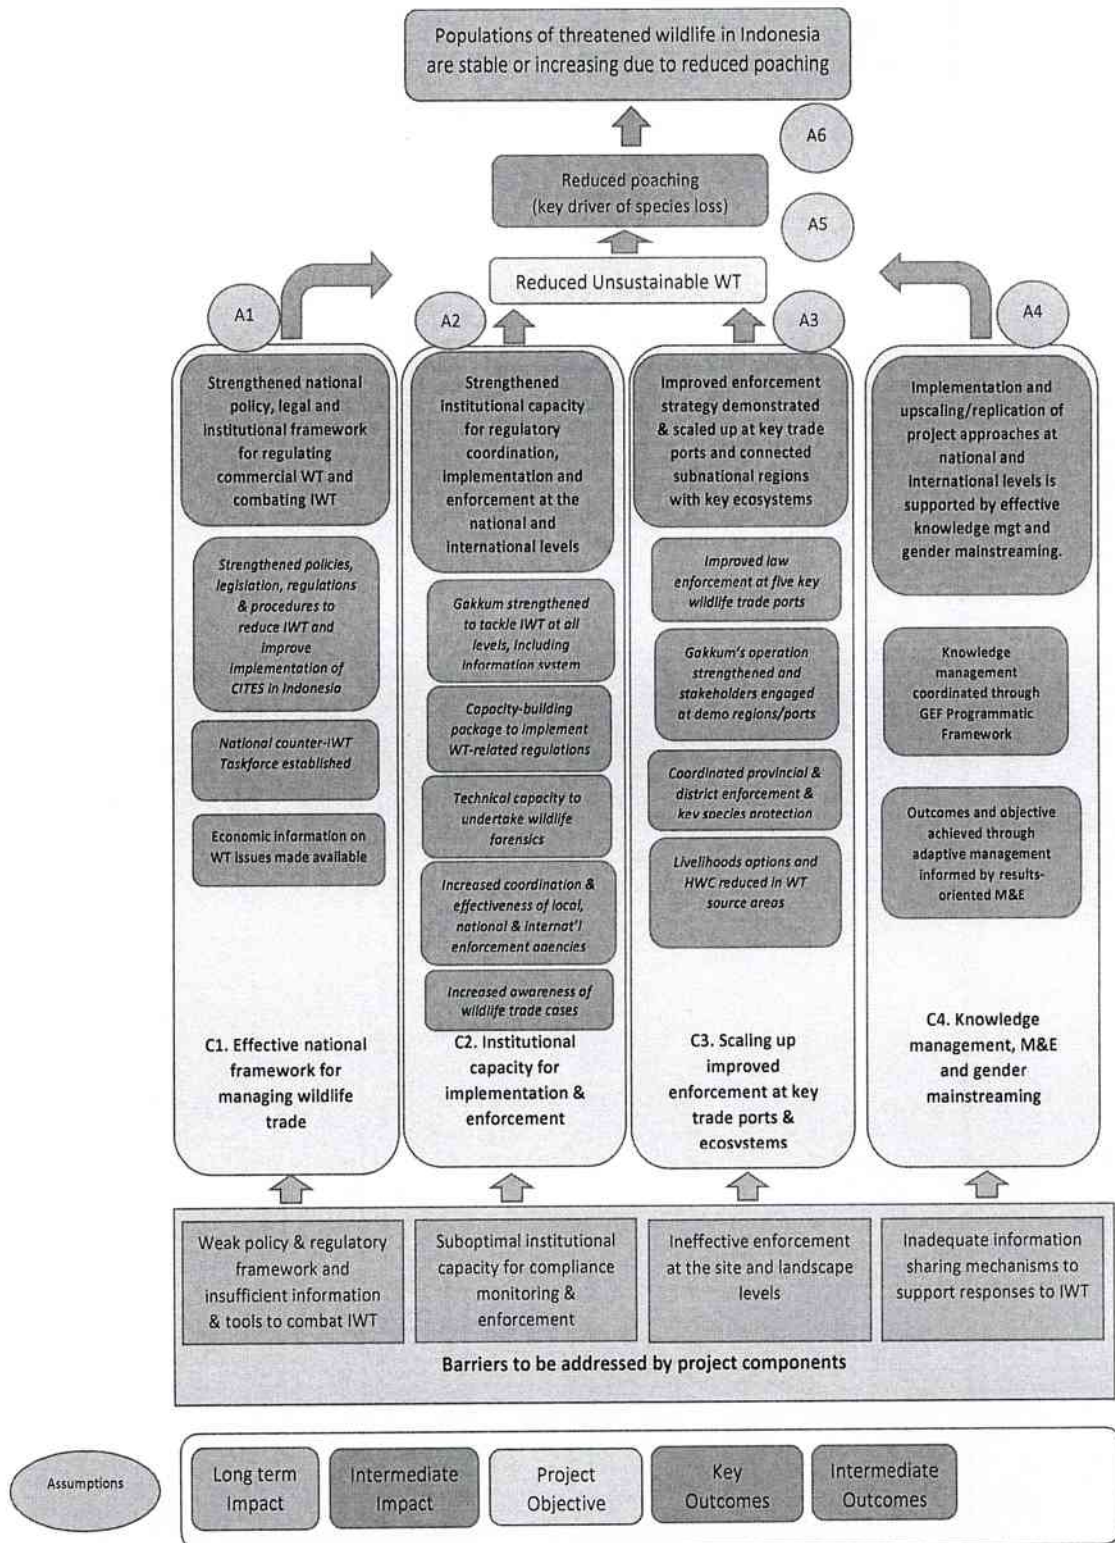 Populations of threatened wildlife in Indonesia
are stable or increasing due to reduced poaching
A6
Reduced poaching
(key driver of species loss)
A5
Reduced Unsustainable WT
A1
A2
A3
A4
Strengthened national
policy, legal and
institutional framework
for regulating
commercial WT and
combating IWT
Strengthened policies,
legislation, regulations
& procedures to
reduce IWT and
improve
implementation of
CITES in Indonesia
National counter-IWT
Taskforce established
Economic information on
WT issues made available
C1. Effective national
framework for
managing wildlife
trade
Strengthened
institutional capacity
for regulatory
coordination,
implementation and
enforcement at the
national and
international levels
Gakkum strengthened
to tackle IWT at all
levels, including
information system
Capacity-building
package to implement
WT-related regulations
Technical capacity to
undertake wildlife
forensics
Increased coordination &
effectiveness of local,
national & internat'l
enforcement agencies
Increased awareness of
wildlife trade cases
C2. Institutional
capacity for
implementation &
enforcement
Improved enforcement
strategy demonstrated
& scaled up at key trade
ports and connected
subnational regions
with key ecosystems
Improved law
enforcement at five key
wildlife trade ports
Gakkum's operation
strengthened and
stakeholders engaged
at demo regions/ports
Coordinated provincial &
district enforcement &
key species protection
Livelihoods options and
HWC reduced in WT
source areas
C3. Scaling up
improved
enforcement at key
trade ports &
ecosystems
Implementation and
upscaling/replication of
project approaches at
national and
international levels is
supported by effective
knowledge mgt and
gender mainstreaming.
Knowledge
management
coordinated through
GEF Programmatic
Framework
Outcomes and objective
achieved through
adaptive management
informed by results-
oriented M&E
C4. Knowledge
management, M&E
and gender
mainstreaming
Weak policy & regulatory
framework and
insufficient information
& tools to combat IWT
Suboptimal institutional
capacity for compliance
monitoring &
enforcement
Ineffective enforcement
at the site and landscape
levels
Inadequate information
sharing mechanisms to
support responses to IWT
Barriers to be addressed by project components
Assumptions
Long term
Impact
Intermediate
Impact
Project
Objective
Key
Outcomes
Intermediate
Outcomes